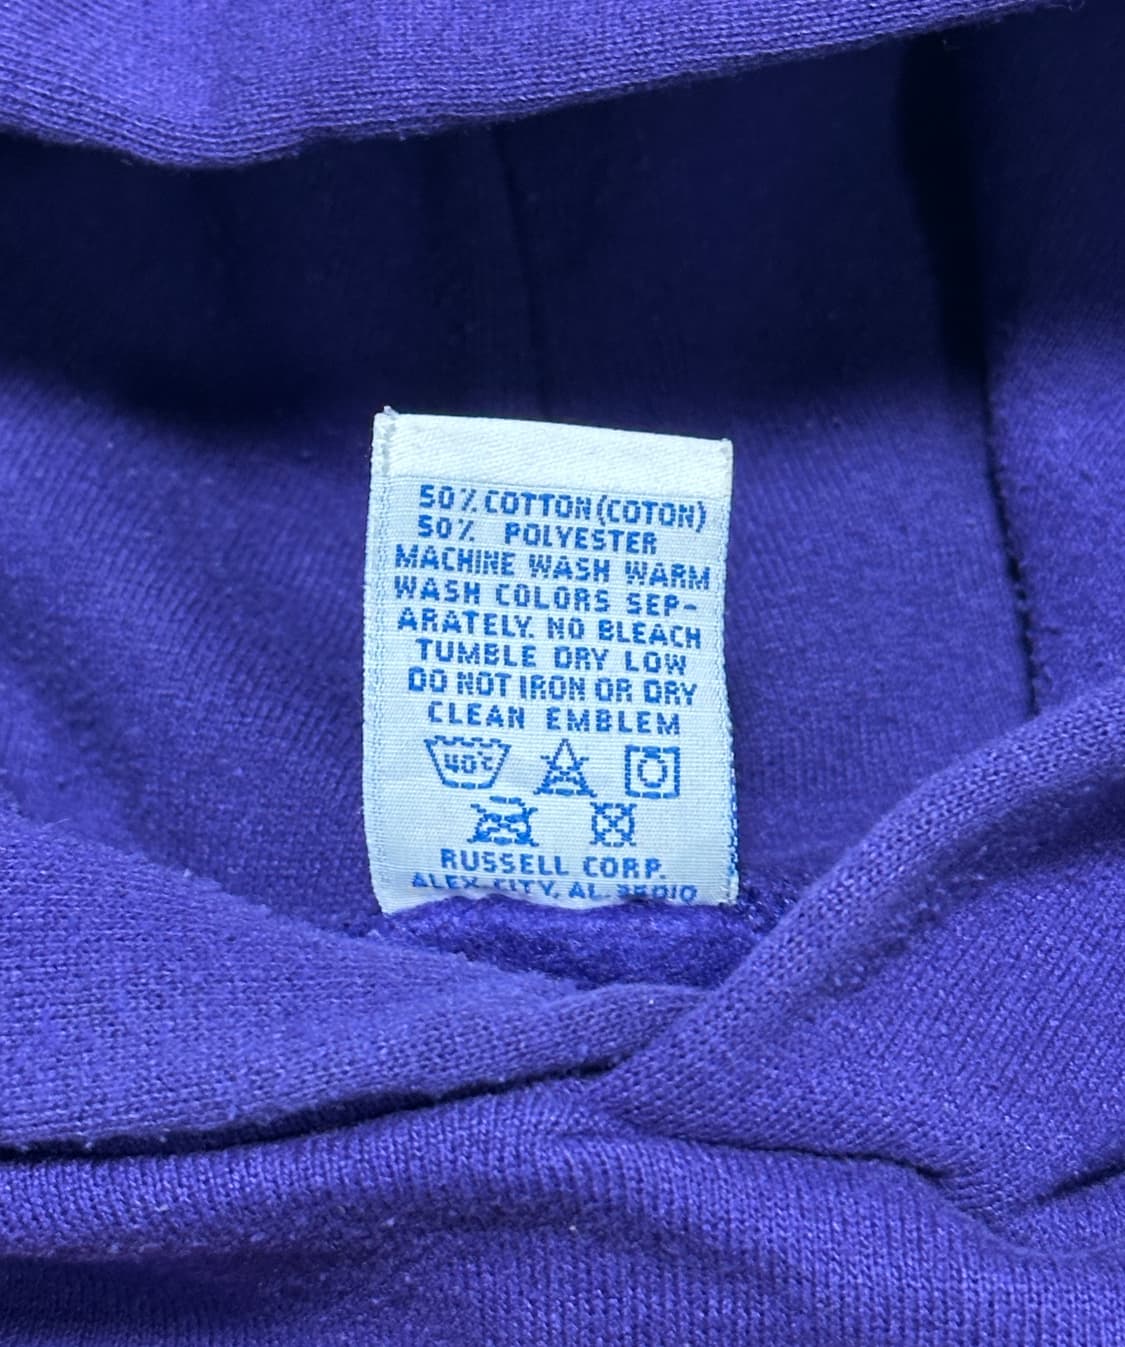 50% COTTON (COTON)
50% POLYESTER
MACHINE WASH WARM
WASH COLORS SEP-
ARATELY. NO BLEACH
TUMBLE DRY LOW
DO NOT IRON OR DRY
CLEAN EMBLEM
40°C
RUSSELL CORP.
ALEX CITY, AL. 35010